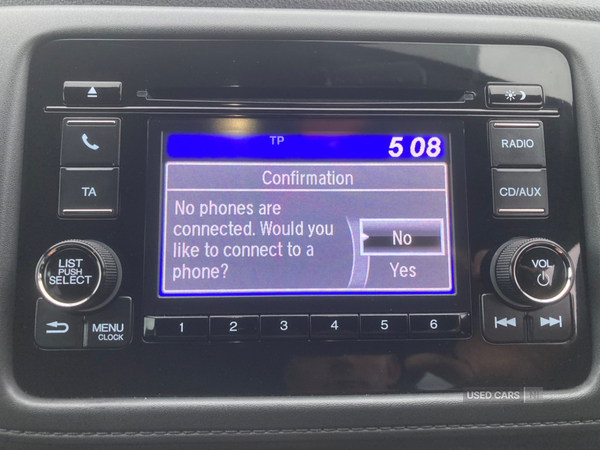 TP
5 08
RADIO
Confirmation
TA
CD/AUX
No phones are
connected. Would you
like to connect to a
phone?
No
Yes
LIST
PUSH
SELECT
VOL
MENU
CLOCK
1 2 3 4 5 6
USED CARS NI